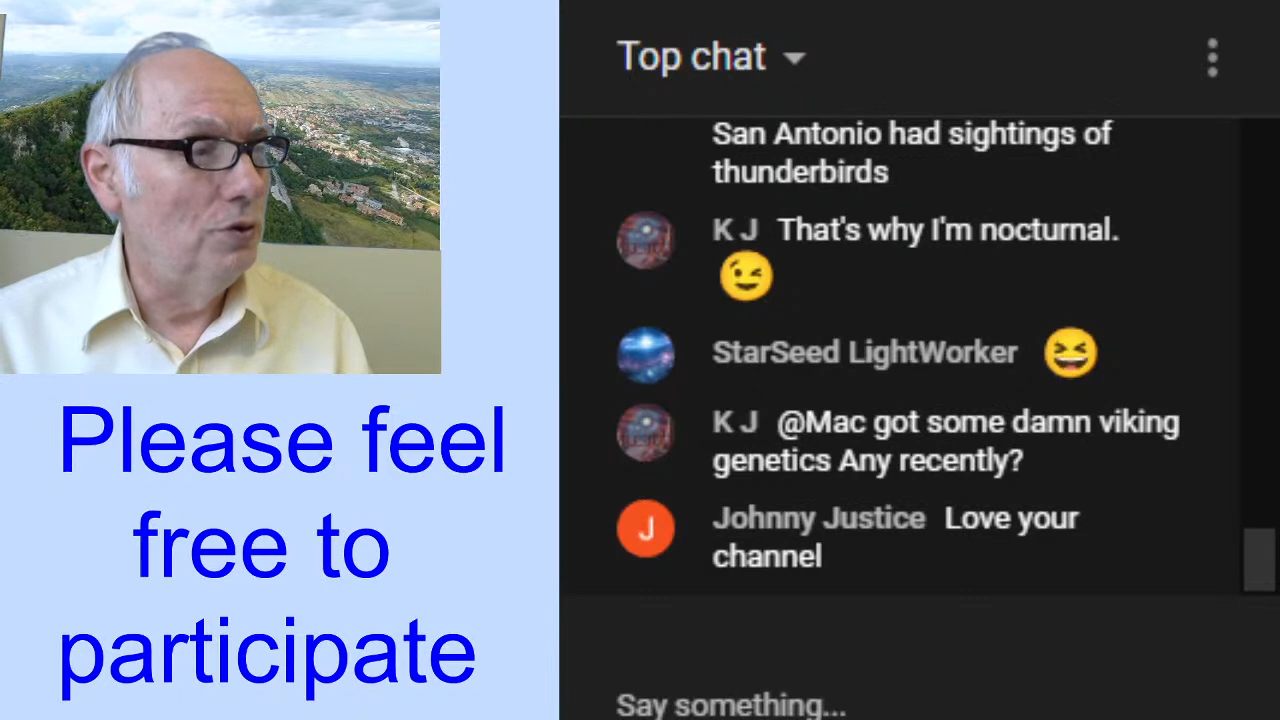 Please feel
free to
participate
Top chat
San Antonio had sightings of
thunderbirds
K J That's why I'm nocturnal.
StarSeed LightWorker
K J @Mac got some damn viking
genetics Any recently?
J
Johnny Justice Love your
channel
Say something...